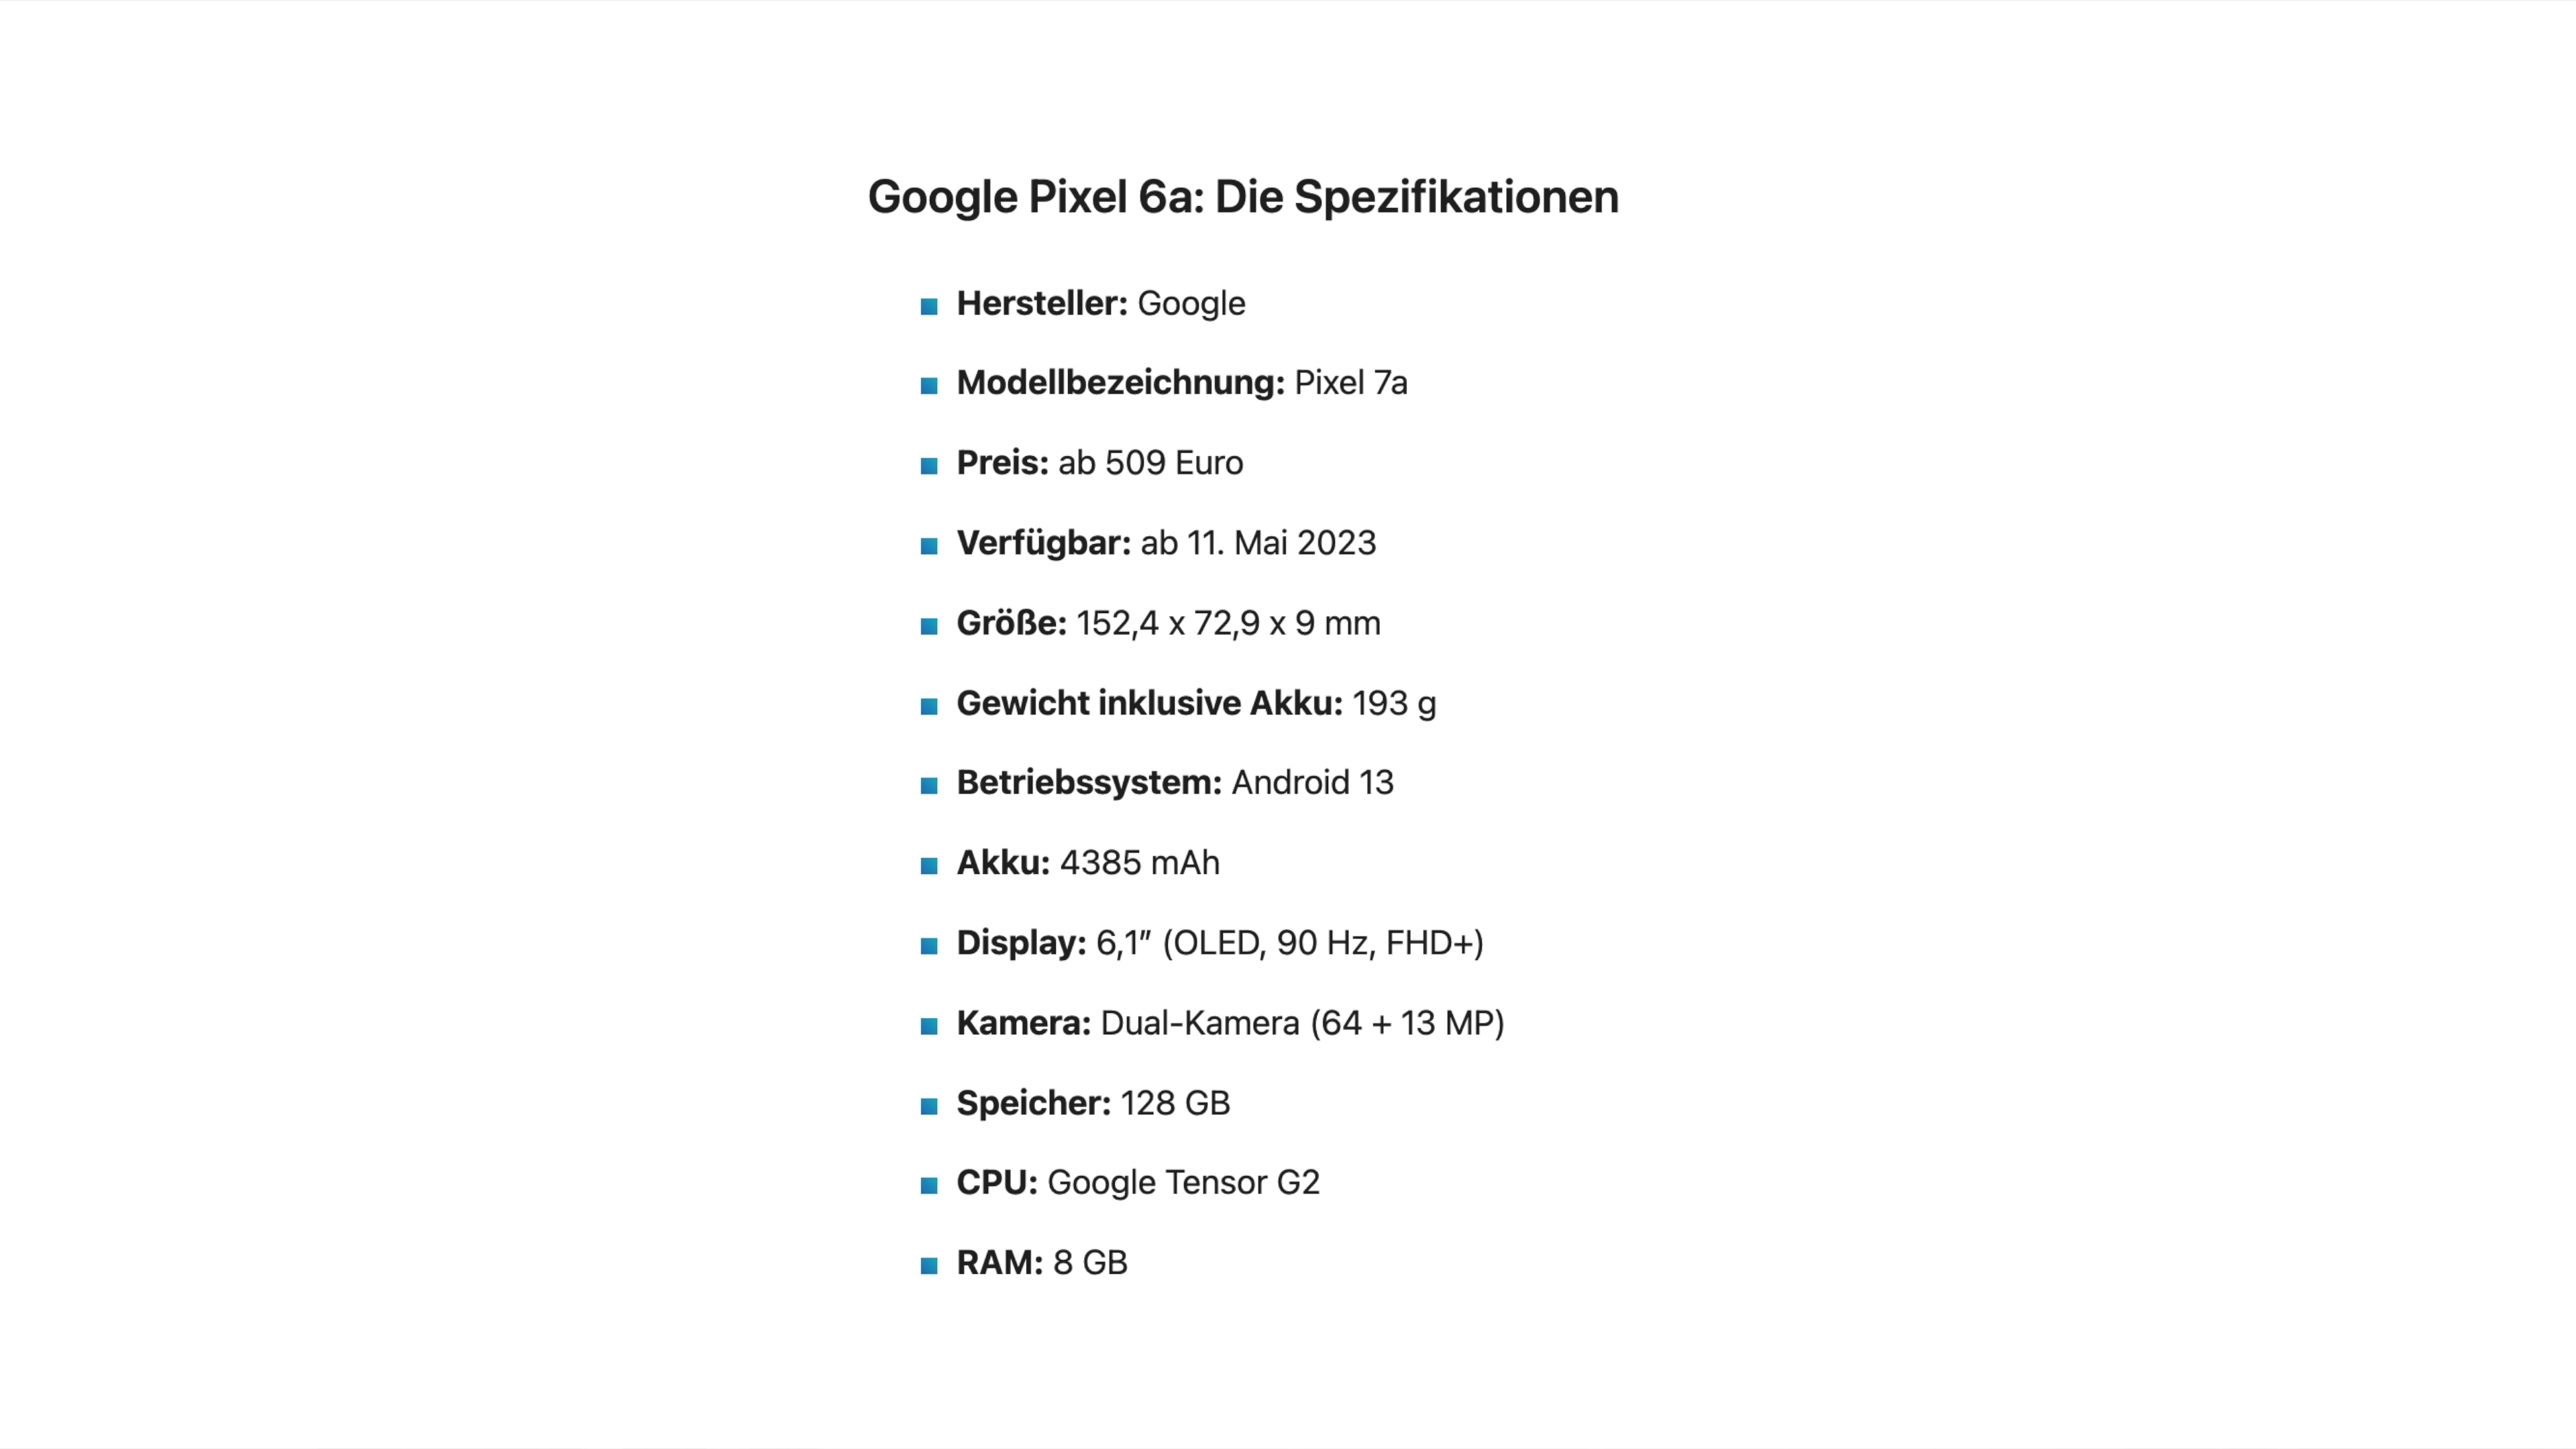 Google Pixel 6a: Die Spezifikationen
Hersteller: Google
Modellbezeichnung: Pixel 7a
Preis: ab 509 Euro
Verfügbar: ab 11. Mai 2023
Größe: 152,4 x 72,9 x 9 mm
Gewicht inklusive Akku: 193 g
Betriebssystem: Android 13
Akku: 4385 mAh
Display: 6,1″ (OLED, 90 Hz, FHD+)
Kamera: Dual-Kamera (64 + 13 MP)
Speicher: 128 GB
CPU: Google Tensor G2
RAM: 8 GB